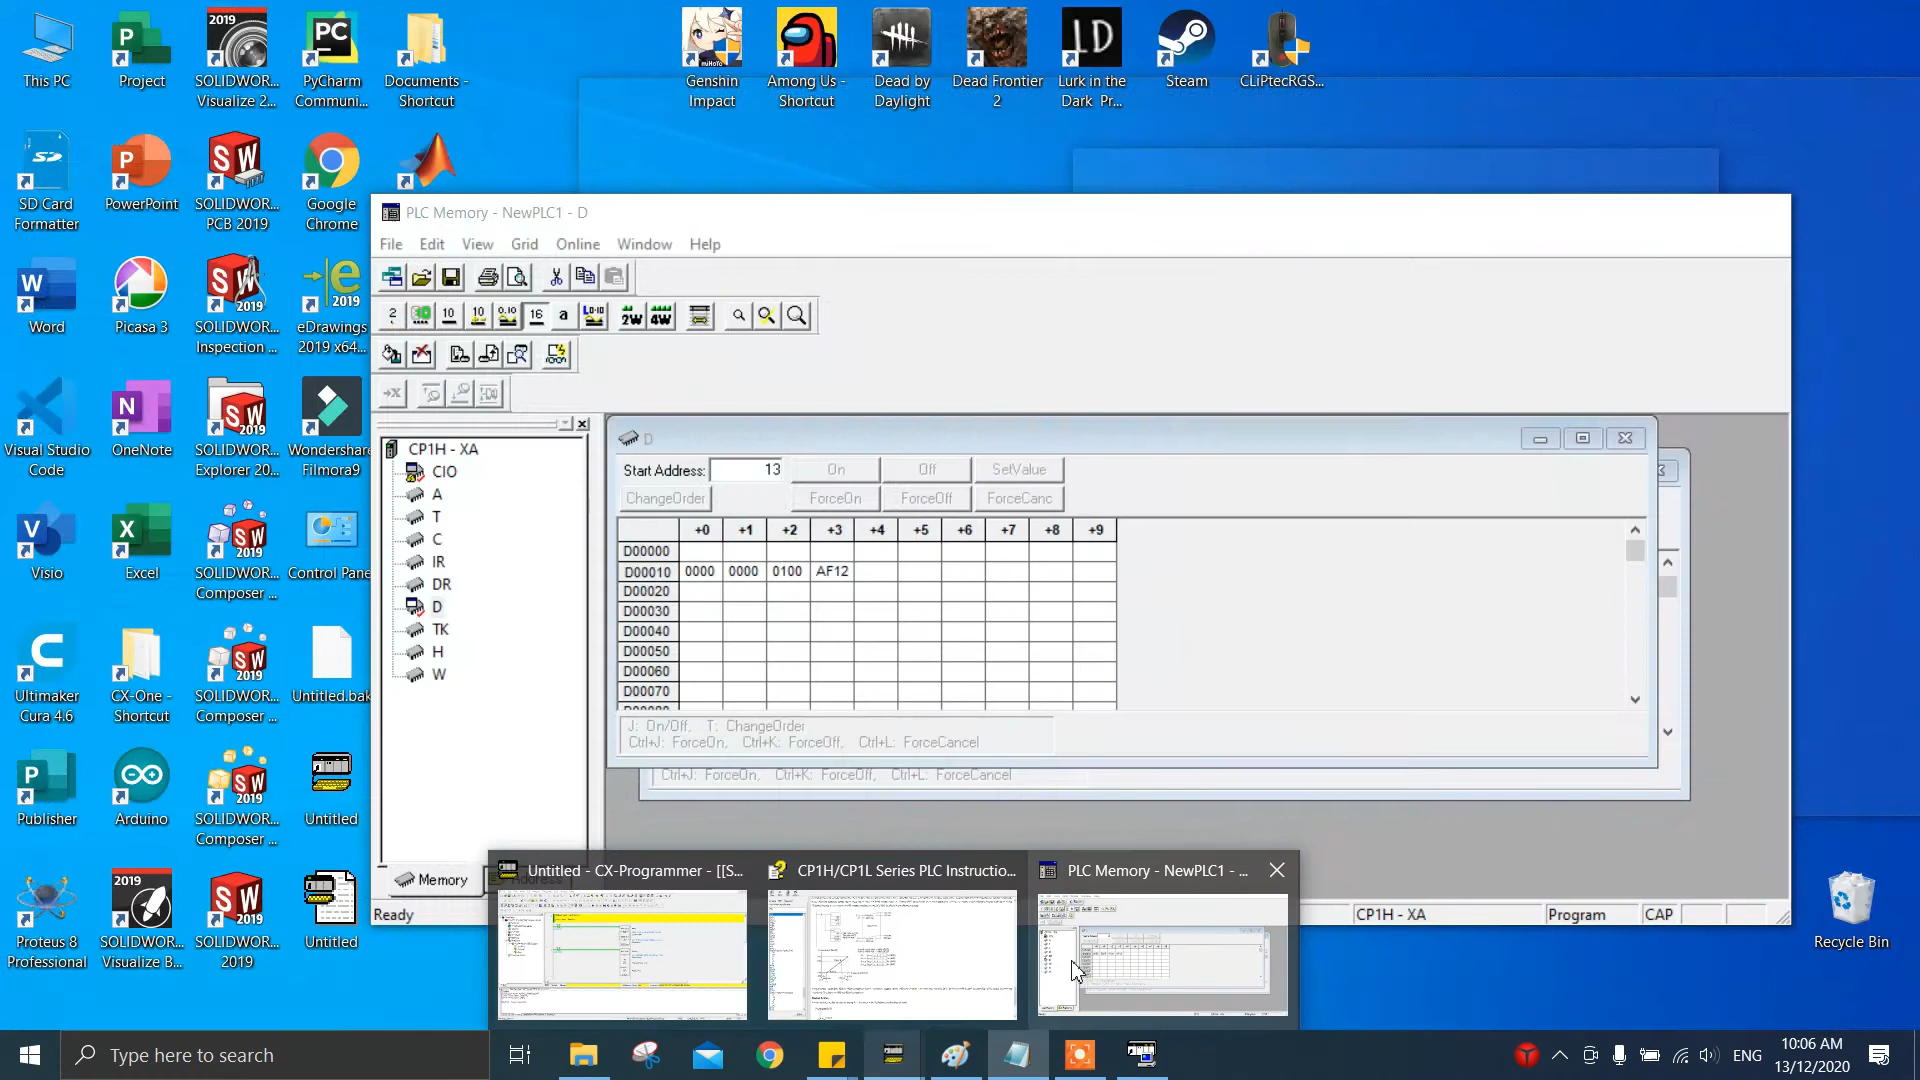 This PC
Project
SOLIDWOR...
Visualize 2...
PyCharm
Communi...
Documents -
Shortcut
Genshin
Impact
Among Us -
Shortcut
Dead by
Daylight
Dead Frontier
2
Lurk in the
Dark Pr...
Steam
CLiPtecRGS...
SD Card
Formatter
PowerPoint
SOLIDWOR...
PCB 2019
Google
Chrome
Word
Picasa 3
SOLIDWOR...
Inspection ...
eDrawings
2019 x64...
Visual Studio
Code
OneNote
SOLIDWOR...
Explorer 20...
Wondershare
Filmora9
Visio
Excel
SOLIDWOR...
Composer ...
Control Pane
Ultimaker
Cura 4.6
CX-One -
Shortcut
SOLIDWOR...
Composer ...
Untitled.bak
Publisher
Arduino
SOLIDWOR...
Composer ...
Untitled
Proteus 8
Professional
SOLIDWOR...
Visualize B...
SOLIDWOR...
2019
Untitled
Recycle Bin
PLC Memory - NewPLC1 - D
File Edit View Grid Online Window Help
CP1H - XA
CIO
A
T
C
IR
DR
D
TK
H
W
Memory
D
Start Address: 13 On Off SetValue
ChangeOrder ForceOn ForceOff ForceCanc
+0 +1 +2 +3 +4 +5 +6 +7 +8 +9
D00000
D00010 0000 0000 0100 AF12
D00020
D00030
D00040
D00050
D00060
D00070
J: On/Off, T: ChangeOrder
Ctrl+J: ForceOn, Ctrl+K: ForceOff, Ctrl+L: ForceCancel
Ctrl+J: ForceOn, Ctrl+K: ForceOff, Ctrl+L: ForceCancel
Ready CP1H - XA Program CAP
Untitled - CX-Programmer - [[S...
CP1H/CP1L Series PLC Instructio...
PLC Memory - NewPLC1 - ...
Type here to search
ENG
10:06 AM
13/12/2020